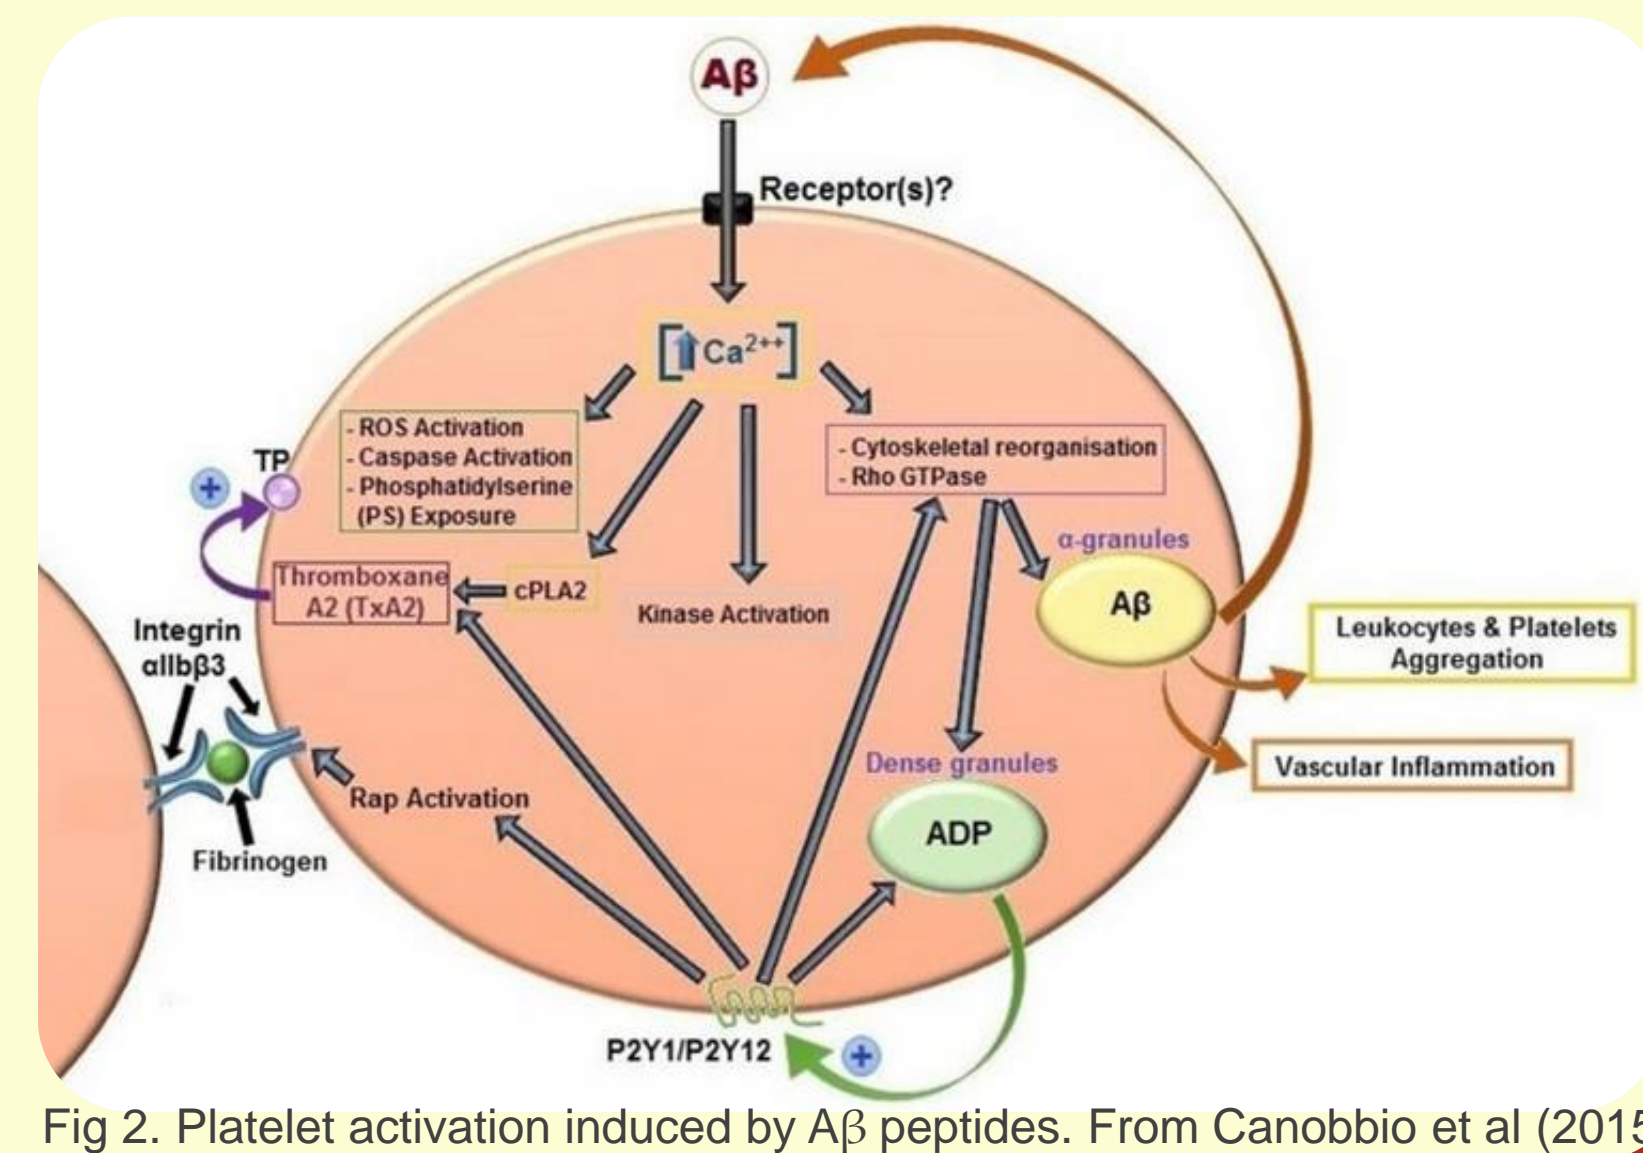 Aβ
Receptor(s)?
[Ca²⁺⁺]
- ROS Activation
- Caspase Activation
- Phosphatidylserine
(PS) Exposure
- Cytoskeletal reorganisation
- Rho GTPase
TP
+
Thromboxane
A2 (TxA2)
cPLA2
Kinase Activation
α-granules
Aβ
Leukocytes & Platelets
Aggregation
Vascular Inflammation
Integrin
αIIbβ3
Fibrinogen
Rap Activation
Dense granules
ADP
P2Y1/P2Y12
+
Fig 2. Platelet activation induced by Aβ peptides. From Canobbio et al (2015